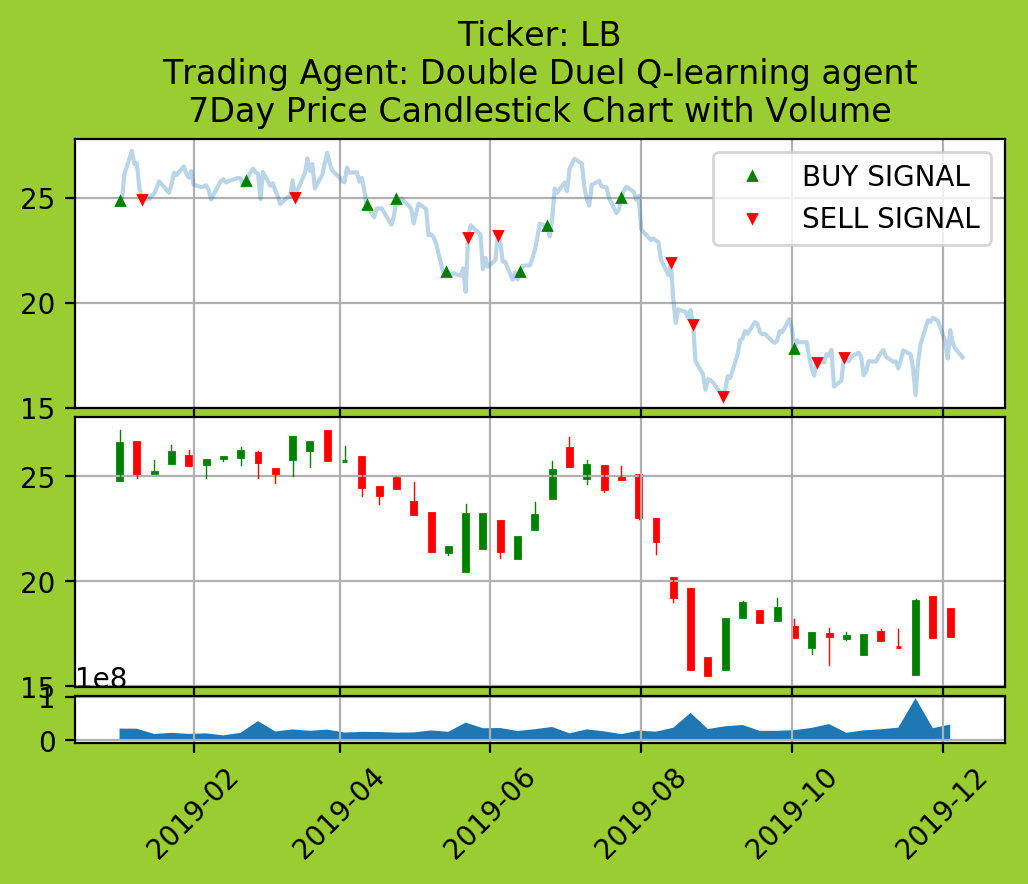 Ticker: LB
Trading Agent: Double Duel Q-learning agent
7Day Price Candlestick Chart with Volume
BUY SIGNAL
SELL SIGNAL
25
20
15
25
20
15
1e8
1
0
2019-02
2019-04
2019-06
2019-08
2019-10
2019-12